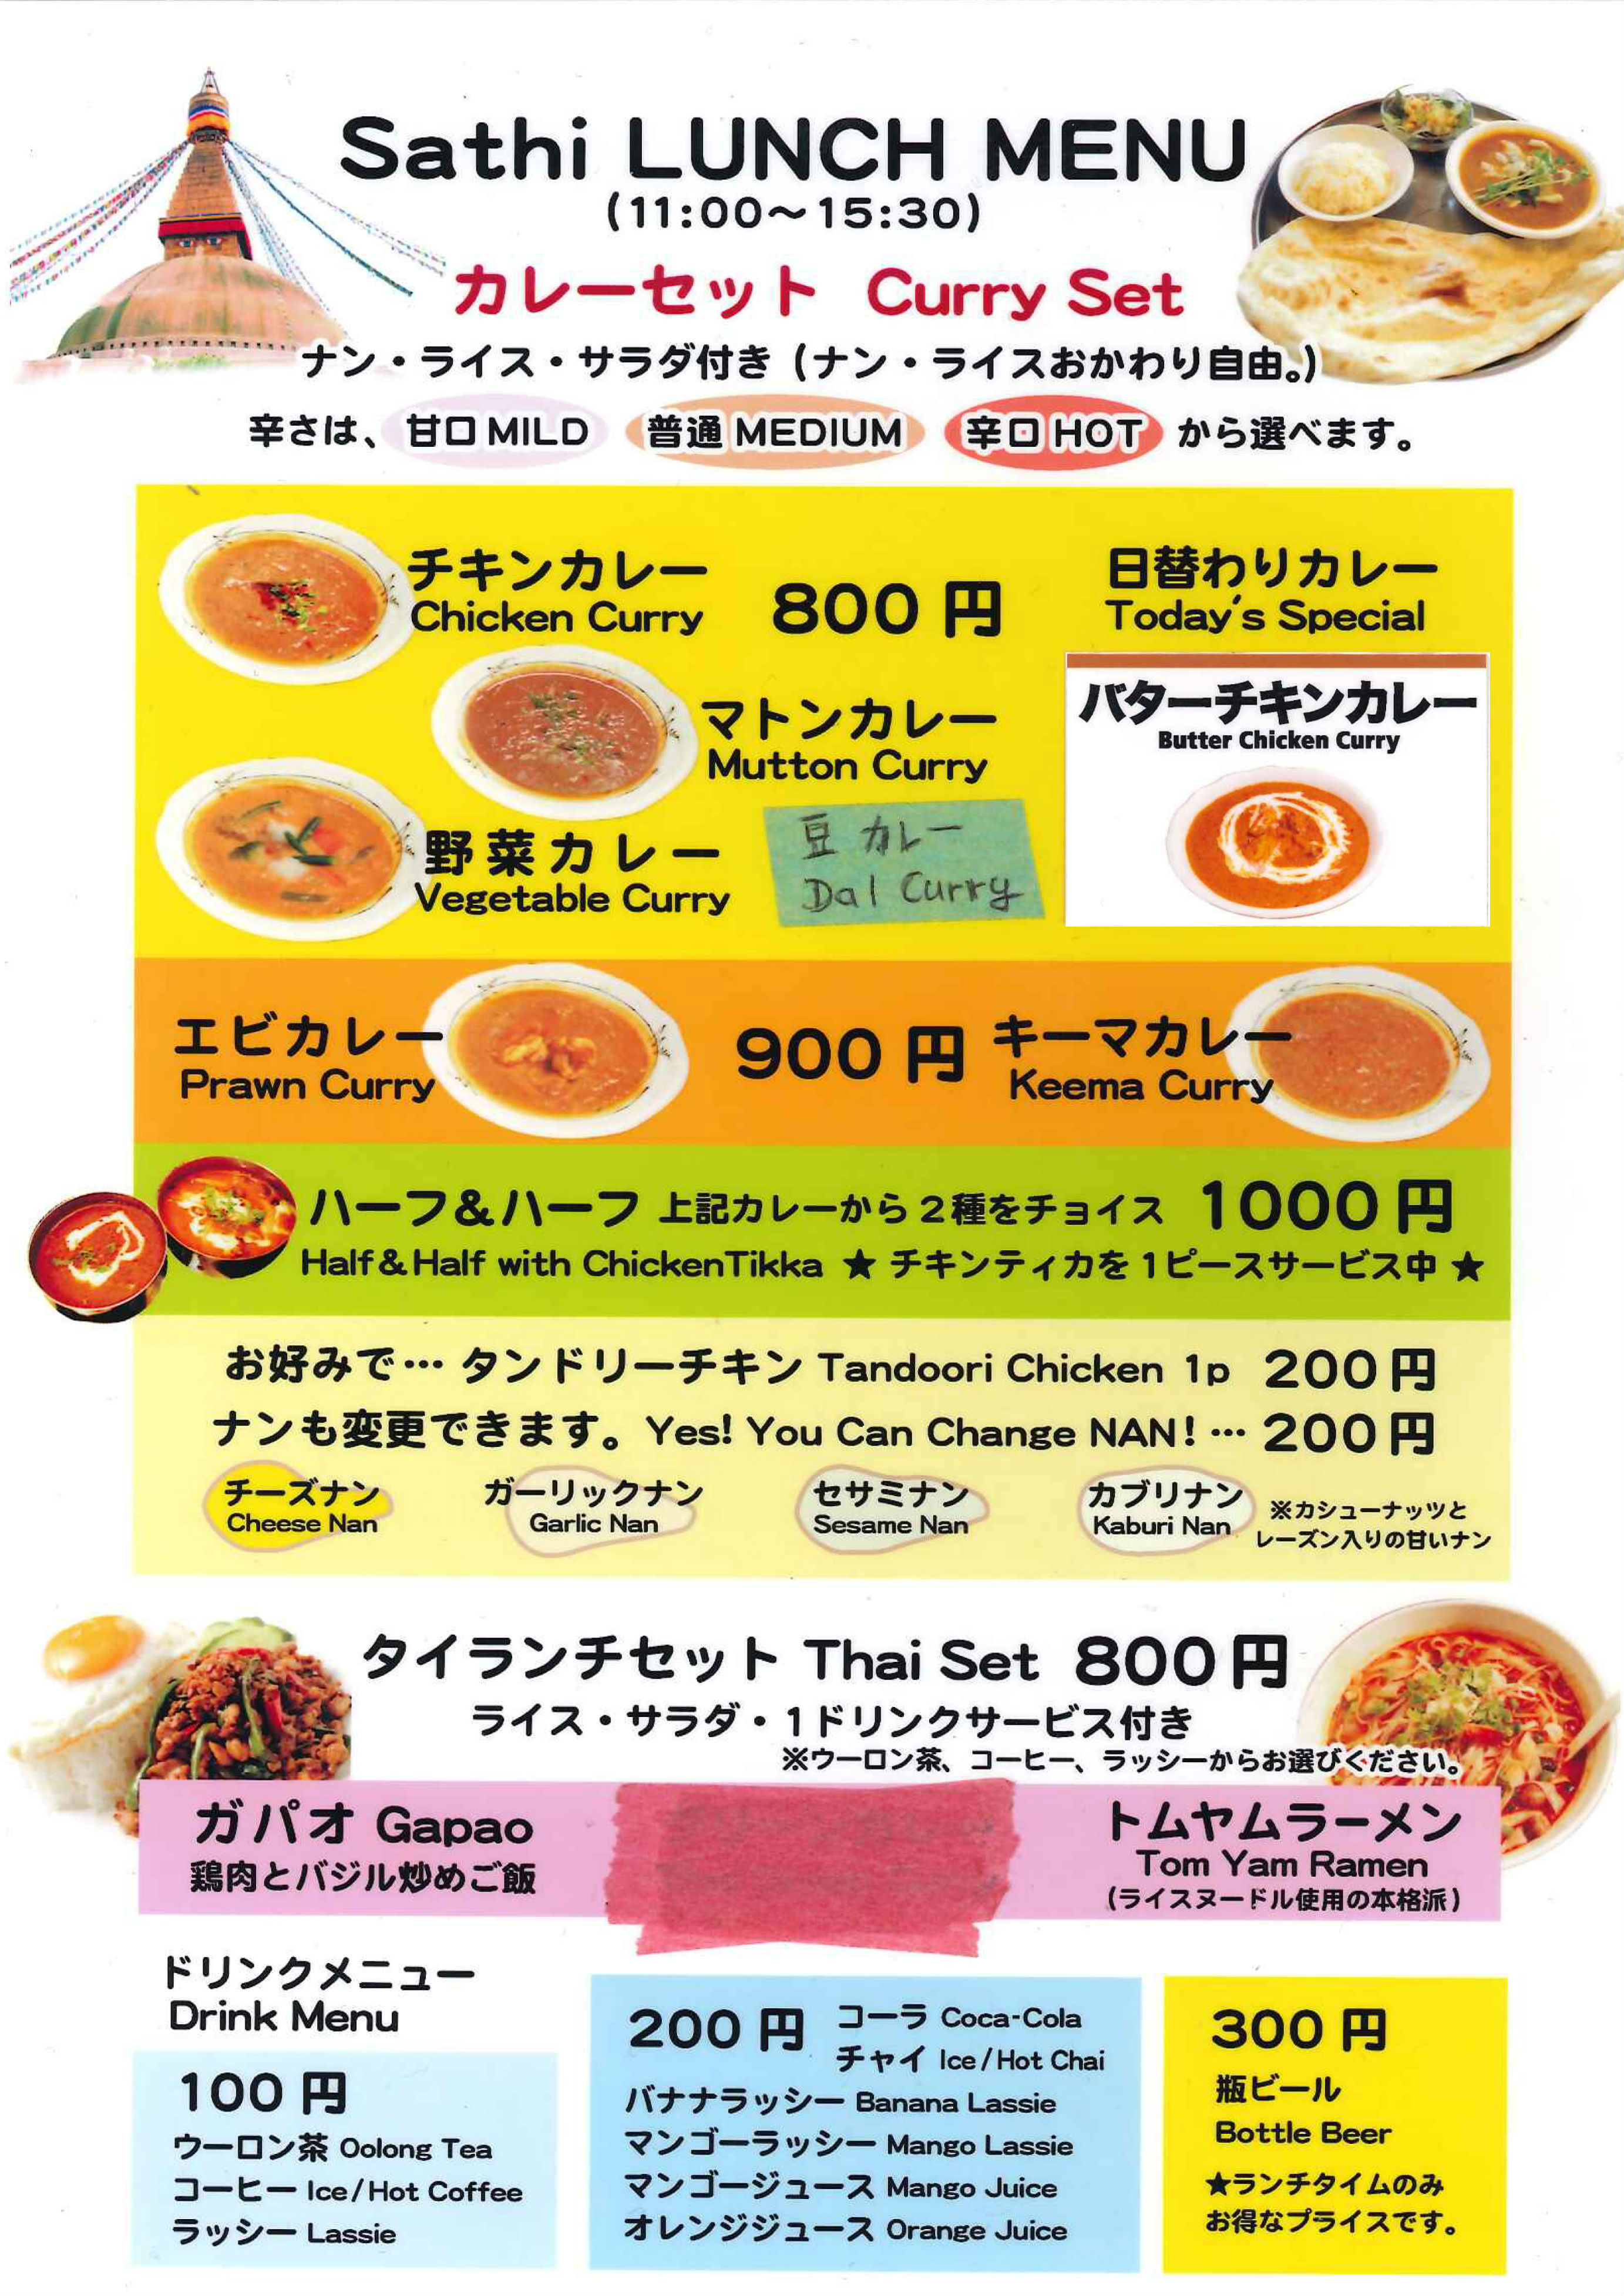 Sathi LUNCH MENU
(11:00～15:30)
カレーセット Curry Set
ナン・ライス・サラダ付き（ナン・ライスおかわり自由。）
辛さは、甘口 MILD 普通 MEDIUM 辛口 HOT から選べます。
チキンカレー
Chicken Curry
800 円
マトンカレー
Mutton Curry
野菜カレー
Vegetable Curry
豆カレー
Dal Curry
日替わりカレー
Today's Special
バターチキンカレー
Butter Chicken Curry
エビカレー
Prawn Curry
900 円
キーマカレー
Keema Curry
ハーフ&ハーフ 上記カレーから2種をチョイス 1000 円
Half&Half with ChickenTikka ★ チキンティカを1ピースサービス中 ★
お好みで… タンドリーチキン Tandoori Chicken 1p 200円
ナンも変更できます。Yes! You Can Change NAN! … 200円
チーズナン
Cheese Nan
ガーリックナン
Garlic Nan
セサミナン
Sesame Nan
カブリナン
Kaburi Nan
※カシューナッツと
レーズン入りの甘いナン
タイランチセット Thai Set 800円
ライス・サラダ・1ドリンクサービス付き
※ウーロン茶、コーヒー、ラッシーからお選びください。
ガパオ Gapao
鶏肉とバジル炒めご飯
トムヤムラーメン
Tom Yam Ramen
（ライスヌードル使用の本格派）
ドリンクメニュー
Drink Menu
100 円
ウーロン茶 Oolong Tea
コーヒー Ice/Hot Coffee
ラッシー Lassie
200 円
コーラ Coca-Cola
チャイ Ice/Hot Chai
バナナラッシー Banana Lassie
マンゴーラッシー Mango Lassie
マンゴージュース Mango Juice
オレンジジュース Orange Juice
300 円
瓶ビール
Bottle Beer
★ランチタイムのみ
お得なプライスです。